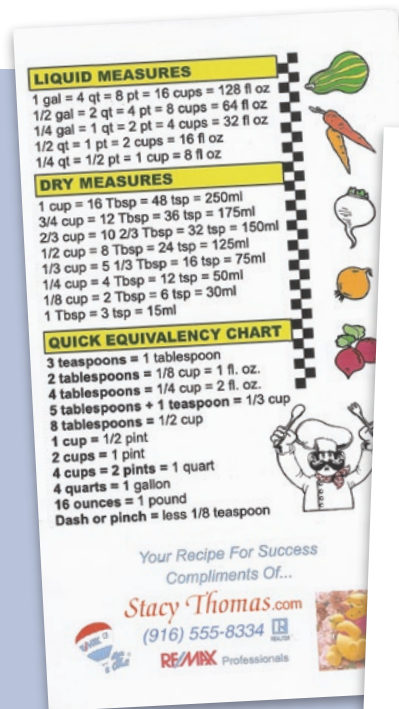 LIQUID MEASURES
1 gal = 4 qt = 8 pt = 16 cups = 128 fl oz
1/2 gal = 2 qt = 4 pt = 8 cups = 64 fl oz
1/4 gal = 1 qt = 2 pt = 4 cups = 32 fl oz
1/2 qt = 1 pt = 2 cups = 16 fl oz
1/4 qt = 1/2 pt = 1 cup = 8 fl oz
DRY MEASURES
1 cup = 16 Tbsp = 48 tsp = 250ml
3/4 cup = 12 Tbsp = 36 tsp = 175ml
2/3 cup = 10 2/3 Tbsp = 32 tsp = 150ml
1/2 cup = 8 Tbsp = 24 tsp = 125ml
1/3 cup = 5 1/3 Tbsp = 16 tsp = 75ml
1/4 cup = 4 Tbsp = 12 tsp = 50ml
1/8 cup = 2 Tbsp = 6 tsp = 30ml
1 Tbsp = 3 tsp = 15ml
QUICK EQUIVALENCY CHART
3 teaspoons = 1 tablespoon
2 tablespoons = 1/8 cup = 1 fl. oz.
4 tablespoons = 1/4 cup = 2 fl. oz.
5 tablespoons + 1 teaspoon = 1/3 cup
8 tablespoons = 1/2 cup
1 cup = 1/2 pint
2 cups = 1 pint
4 cups = 2 pints = 1 quart
4 quarts = 1 gallon
16 ounces = 1 pound
Dash or pinch = less 1/8 teaspoon
Your Recipe For Success
Compliments Of...
Stacy Thomas.com
(916) 555-8334 REALTOR
RE/MAX Professionals
RE/MAX